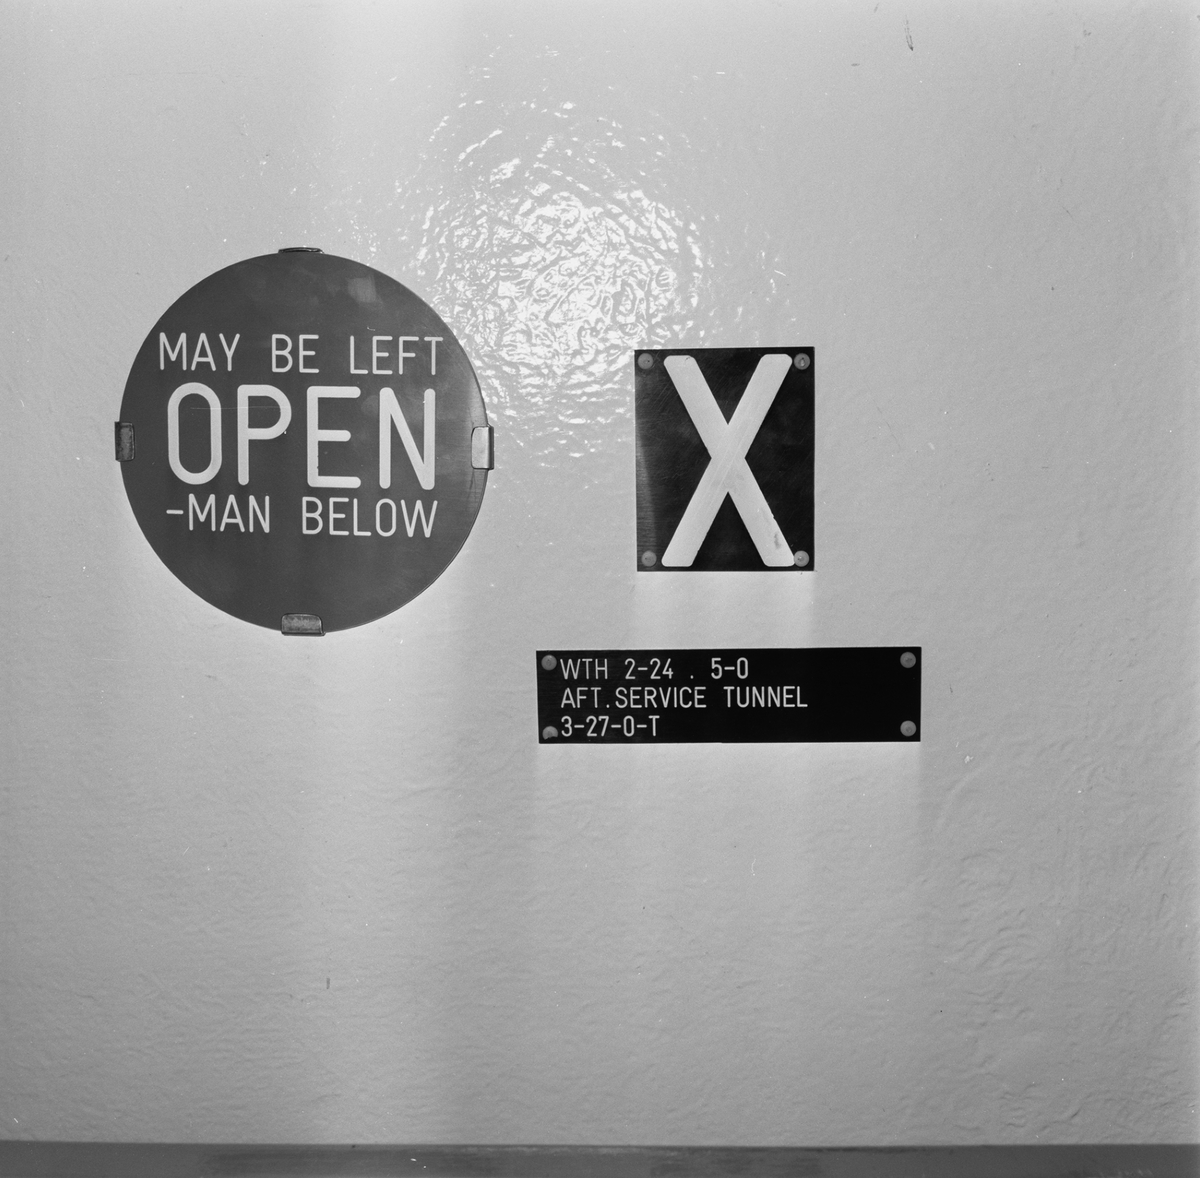 MAY BE LEFT
OPEN
-MAN BELOW
X
WTH 2-24 . 5-0
AFT. SERVICE TUNNEL
3-27-0-T